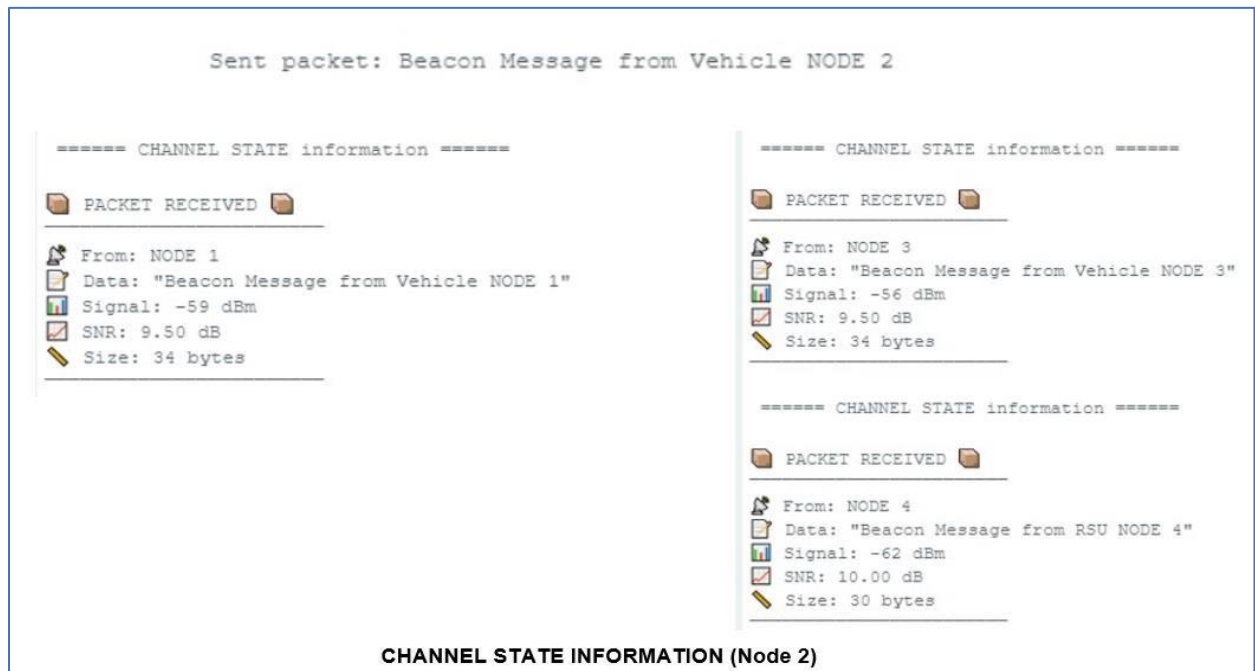 Sent packet: Beacon Message from Vehicle NODE 2
====== CHANNEL STATE information ======
PACKET RECEIVED
From: NODE 1
Data: "Beacon Message from Vehicle NODE 1"
Signal: -59 dBm
SNR: 9.50 dB
Size: 34 bytes
====== CHANNEL STATE information ======
PACKET RECEIVED
From: NODE 3
Data: "Beacon Message from Vehicle NODE 3"
Signal: -56 dBm
SNR: 9.50 dB
Size: 34 bytes
====== CHANNEL STATE information ======
PACKET RECEIVED
From: NODE 4
Data: "Beacon Message from RSU NODE 4"
Signal: -62 dBm
SNR: 10.00 dB
Size: 30 bytes
CHANNEL STATE INFORMATION (Node 2)